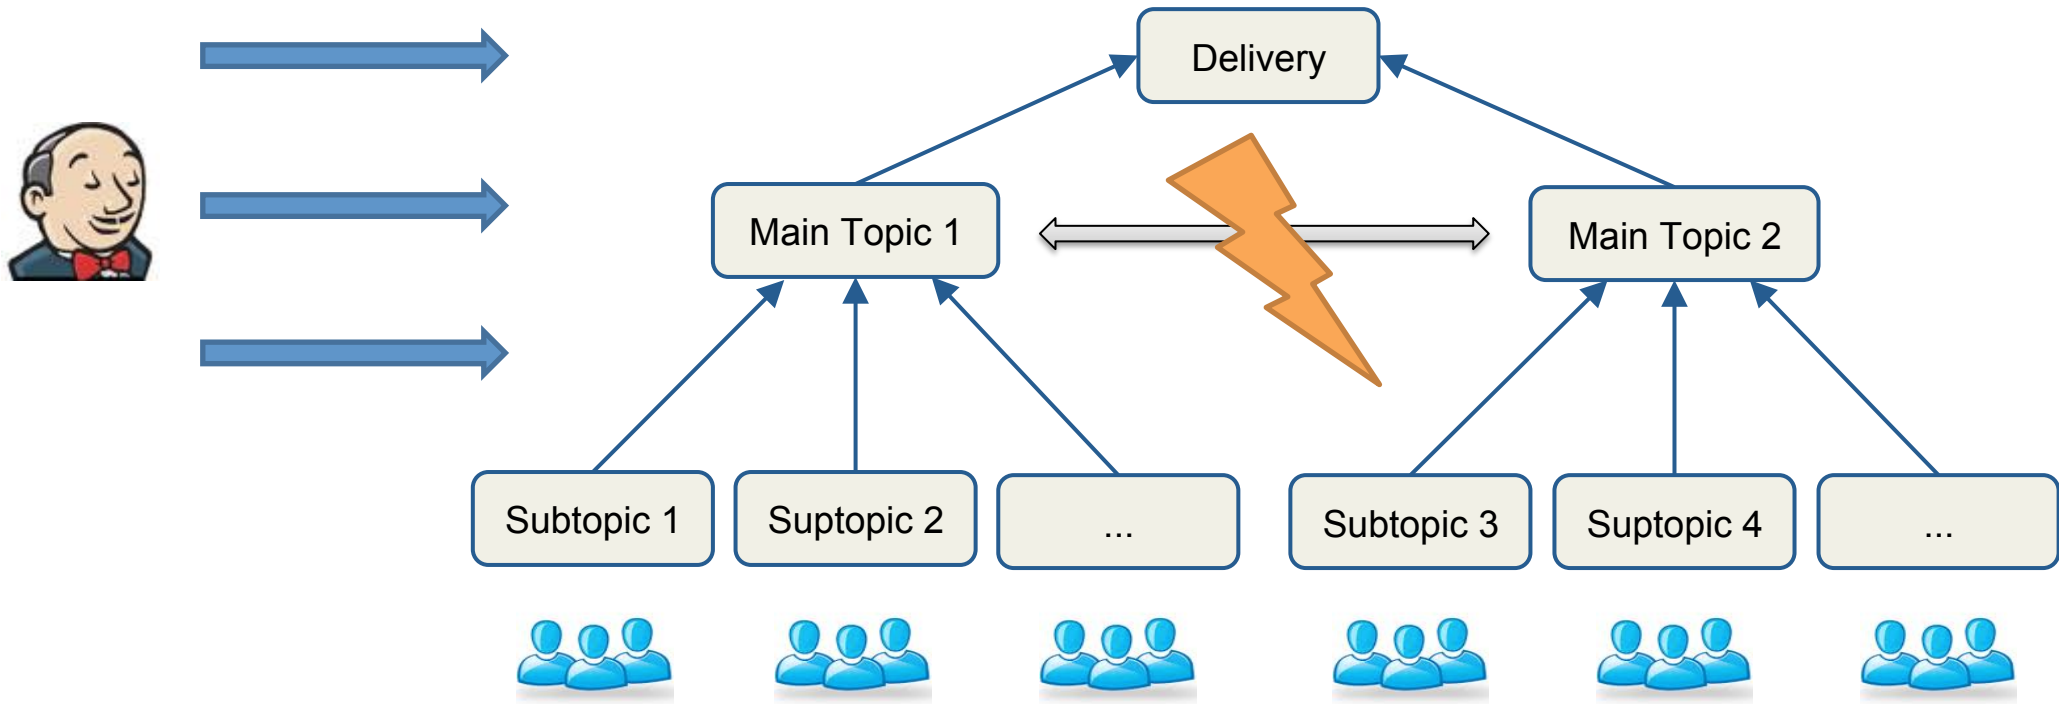 Delivery
Main Topic 1
Main Topic 2
Subtopic 1
Suptopic 2
...
Subtopic 3
Suptopic 4
...